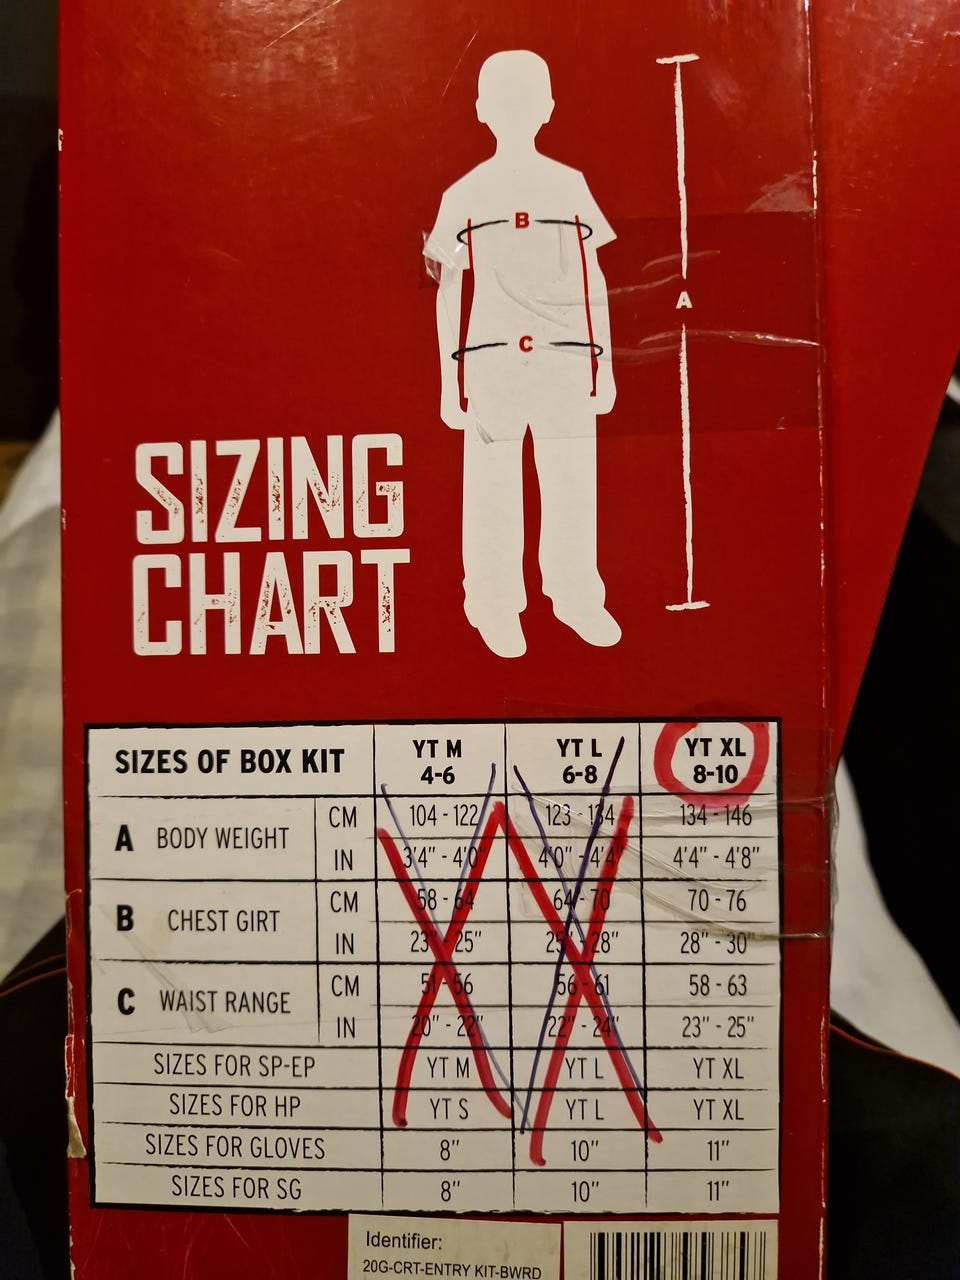 B
A
C
SIZING
CHART
SIZES OF BOX KIT YT M 4-6 YT L 6-8 YT XL 8-10
A BODY WEIGHT CM 104 - 122 123 - 134 134 - 146
IN 3'4" - 4'0" 4'0" - 4'4" 4'4" - 4'8"
B CHEST GIRT CM 58 - 64 64 - 70 70 - 76
IN 23" - 25" 25" - 28" 28" - 30"
C WAIST RANGE CM 51 - 56 56 - 61 58 - 63
IN 20" - 22" 22" - 24" 23" - 25"
SIZES FOR SP-EP YT M YT L YT XL
SIZES FOR HP YT S YT L YT XL
SIZES FOR GLOVES 8" 10" 11"
SIZES FOR SG 8" 10" 11"
Identifier:
20G-CRT-ENTRY KIT-BWRD